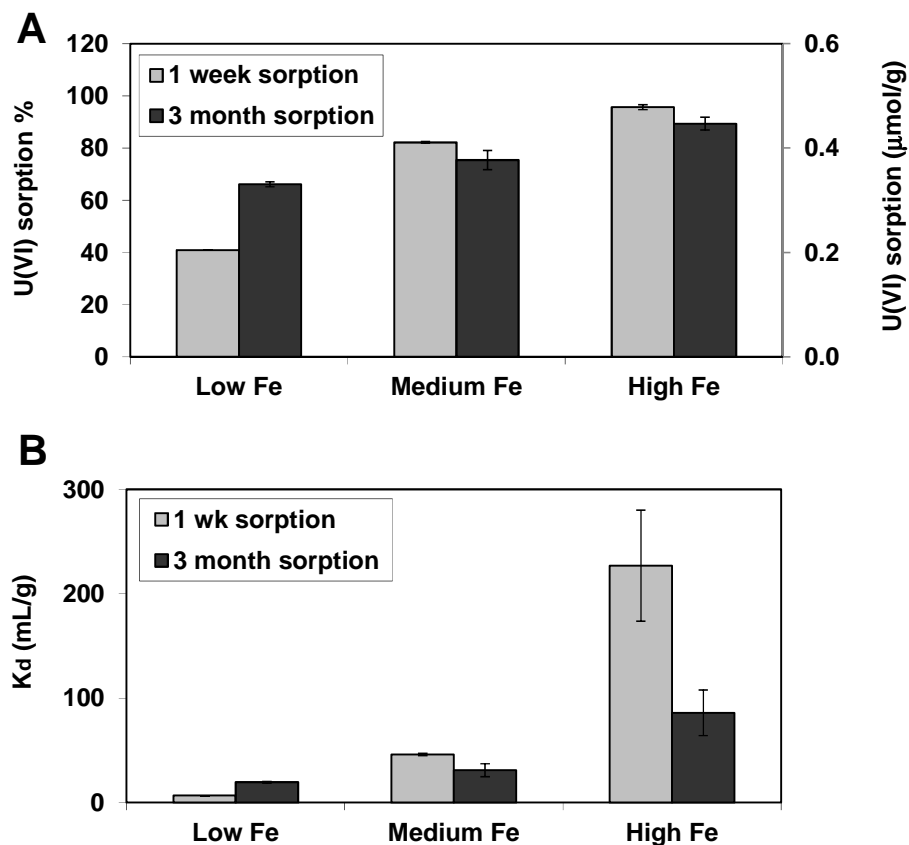 A
U(VI) sorption %
120
100
80
60
40
20
0
1 week sorption
3 month sorption
0.6
0.4
0.2
0.0
U(VI) sorption (μmol/g)
Low Fe
Medium Fe
High Fe
B
Kd (mL/g)
300
200
100
0
1 wk sorption
3 month sorption
Low Fe
Medium Fe
High Fe